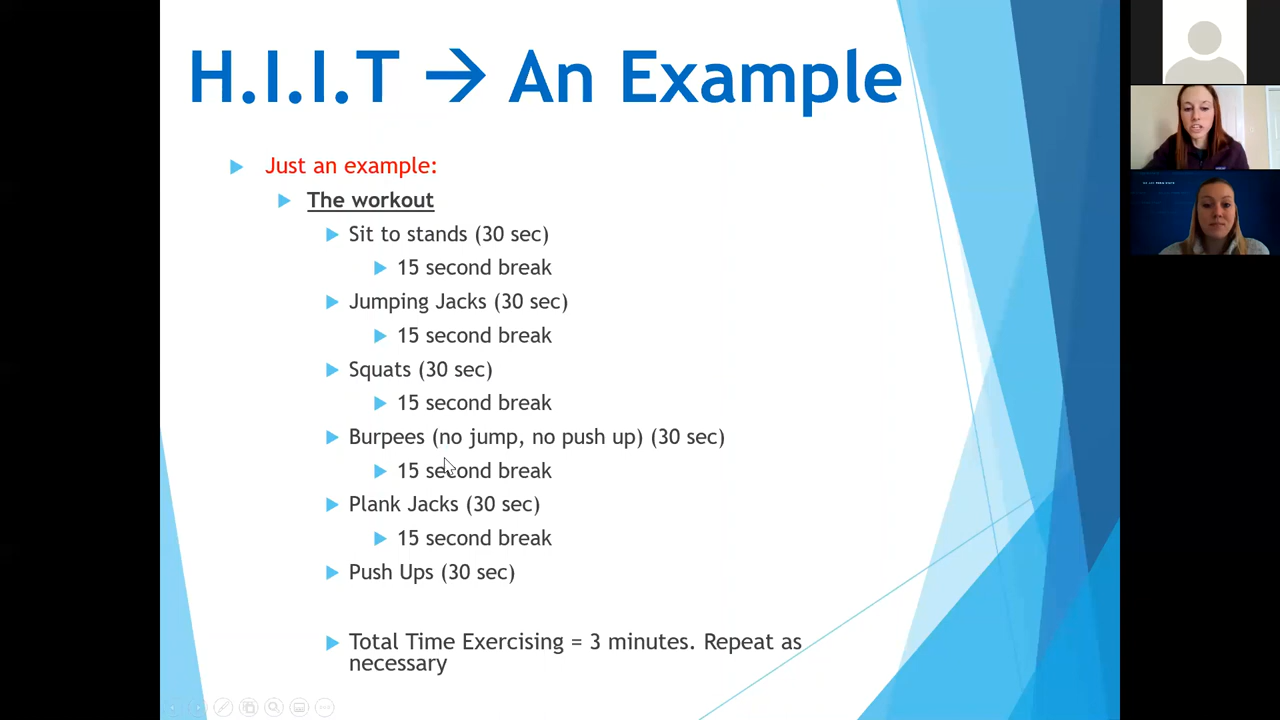 H.I.I.T → An Example
Just an example:
The workout
Sit to stands (30 sec)
15 second break
Jumping Jacks (30 sec)
15 second break
Squats (30 sec)
15 second break
Burpees (no jump, no push up) (30 sec)
15 second break
Plank Jacks (30 sec)
15 second break
Push Ups (30 sec)
Total Time Exercising = 3 minutes. Repeat as
necessary